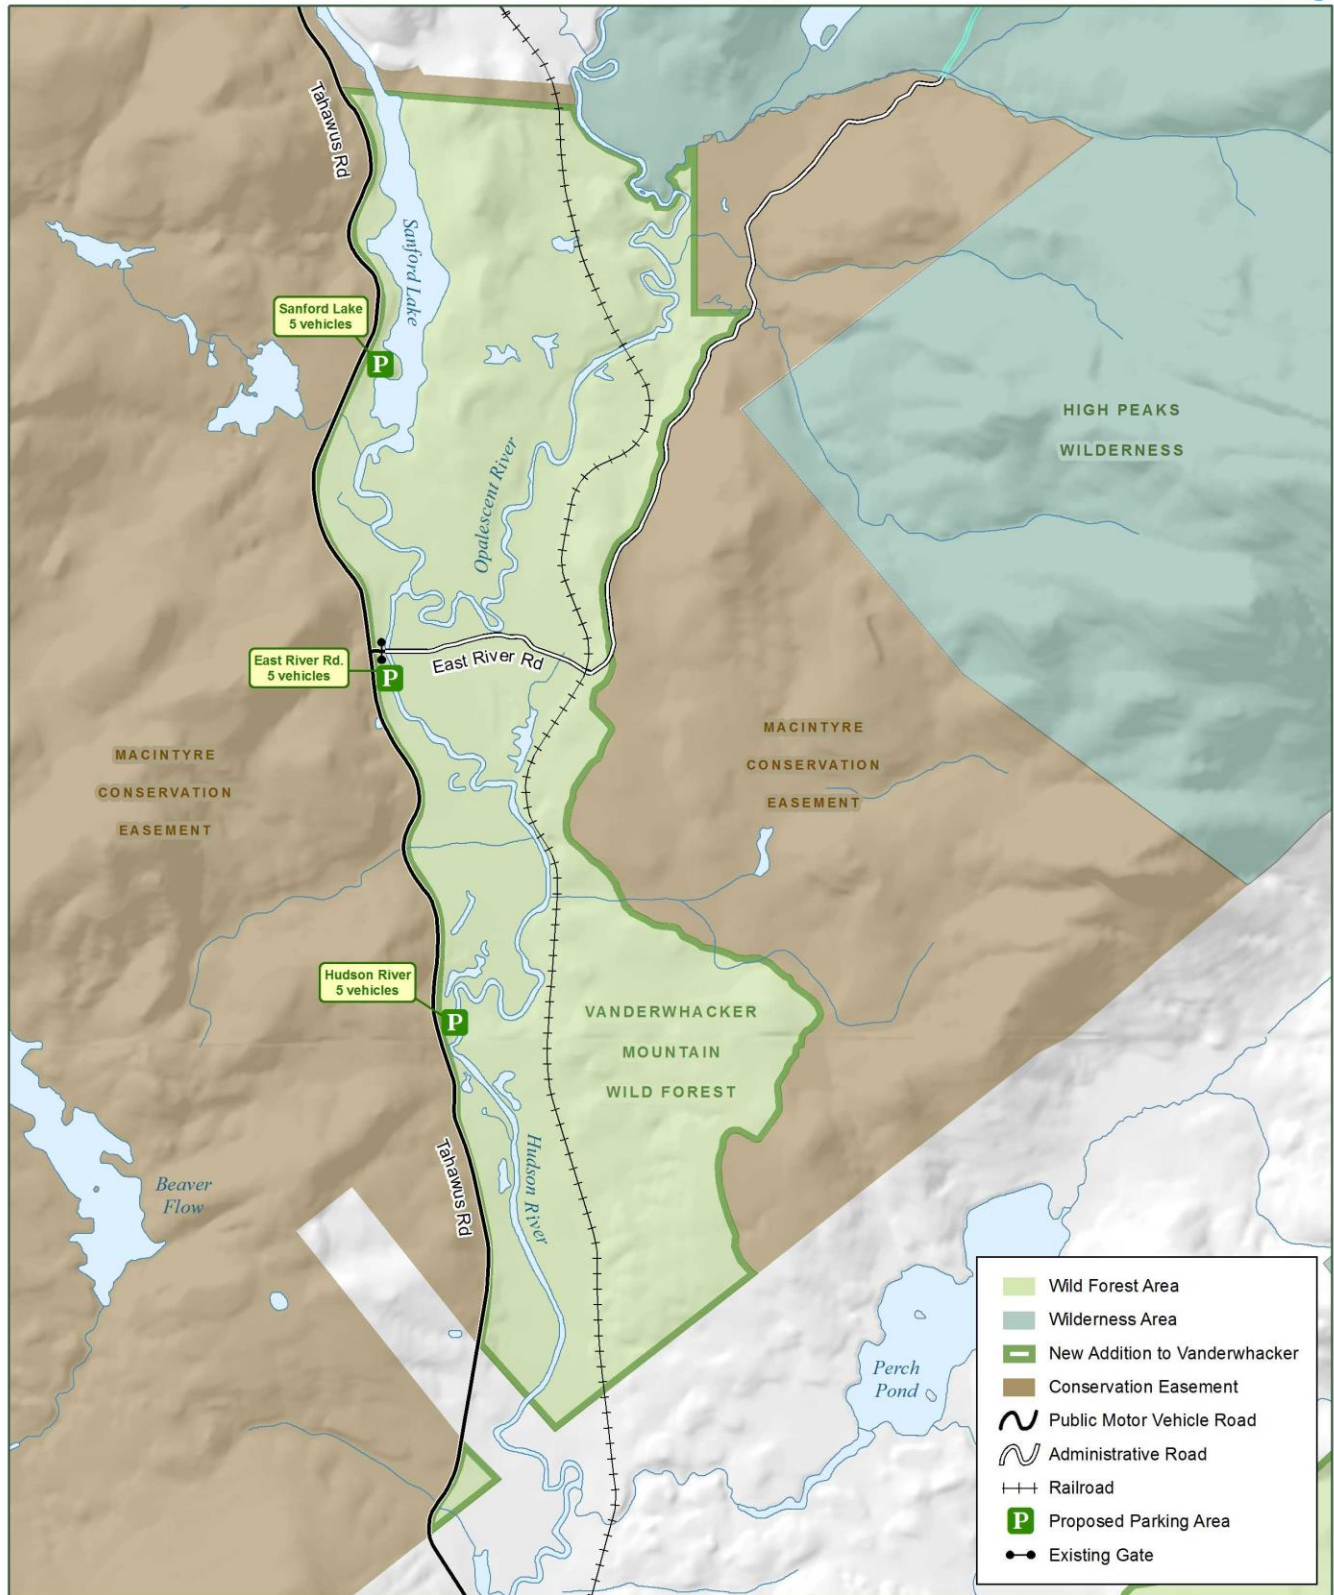 Tahawus Rd
Sanford Lake
Sanford Lake
5 vehicles
P
HIGH PEAKS
WILDERNESS
Opalescent River
East River Rd
East River Rd.
5 vehicles
P
MACINTYRE
CONSERVATION
EASEMENT
MACINTYRE
CONSERVATION
EASEMENT
Hudson River
5 vehicles
P
VANDERWHACKER
MOUNTAIN
WILD FOREST
Tahawus Rd
Hudson River
Beaver
Flow
Perch
Pond
Wild Forest Area
Wilderness Area
New Addition to Vanderwhacker
Conservation Easement
Public Motor Vehicle Road
Administrative Road
Railroad
P Proposed Parking Area
Existing Gate